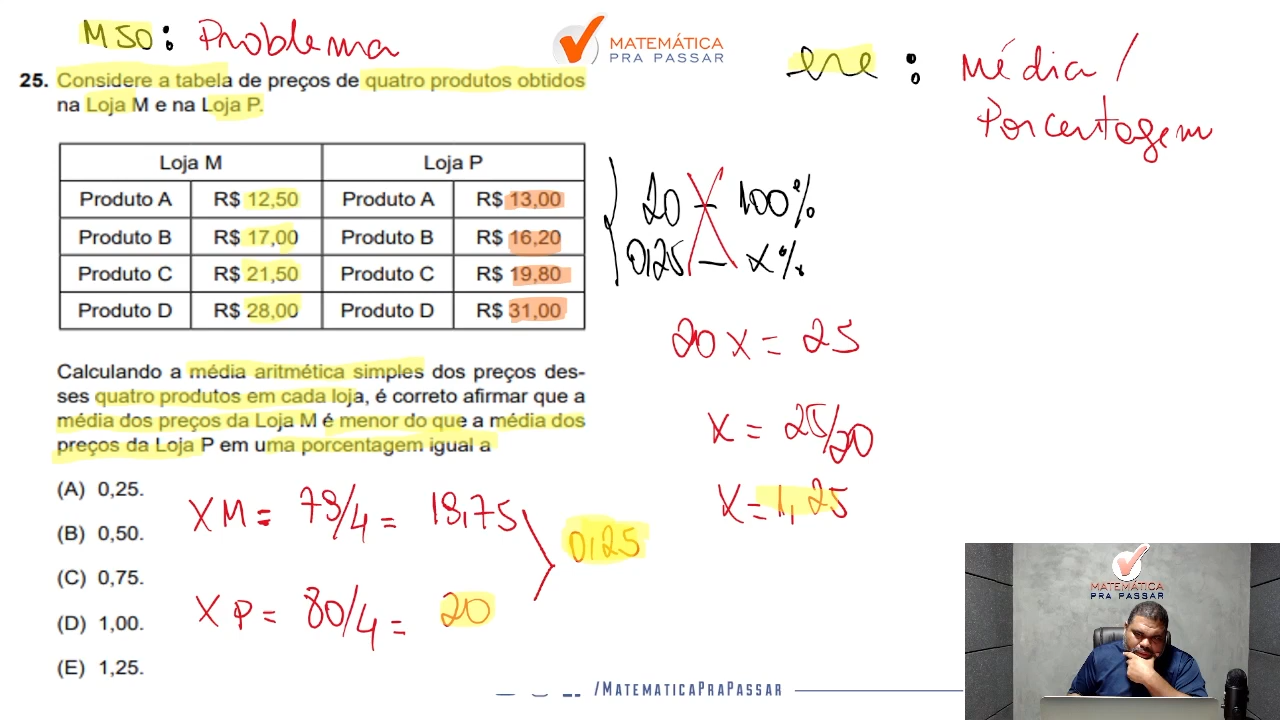 M50: Problema
MATEMÁTICA
PRA PASSAR
: Média/
Porcentagem
25. Considere a tabela de preços de quatro produtos obtidos
na Loja M e na Loja P.
Loja M Loja P
Produto A R$ 12,50 Produto A R$ 13,00
Produto B R$ 17,00 Produto B R$ 16,20
Produto C R$ 21,50 Produto C R$ 19,80
Produto D R$ 28,00 Produto D R$ 31,00
20 - 100%
0,25 - x%
20x = 25
x = 25/20
x = 1,25
Calculando a média aritmética simples dos preços des-
ses quatro produtos em cada loja, é correto afirmar que a
média dos preços da Loja M é menor do que a média dos
preços da Loja P em uma porcentagem igual a
(A) 0,25.
(B) 0,50.
(C) 0,75.
(D) 1,00.
(E) 1,25.
XM = 79/4 = 19,75
XP = 80/4 = 20
0,25
/MATEMATICAPRAPASSAR
MATEMÁTICA
PRA PASSAR